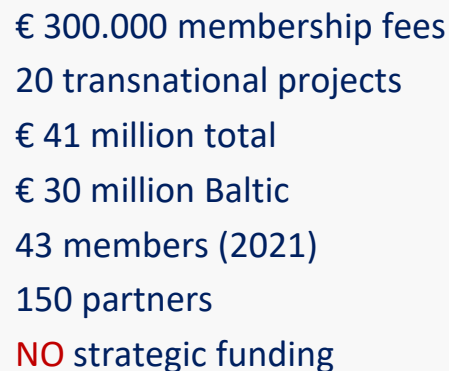 € 300.000 membership fees
20 transnational projects
€ 41 million total
€ 30 million Baltic
43 members (2021)
150 partners
NO strategic funding